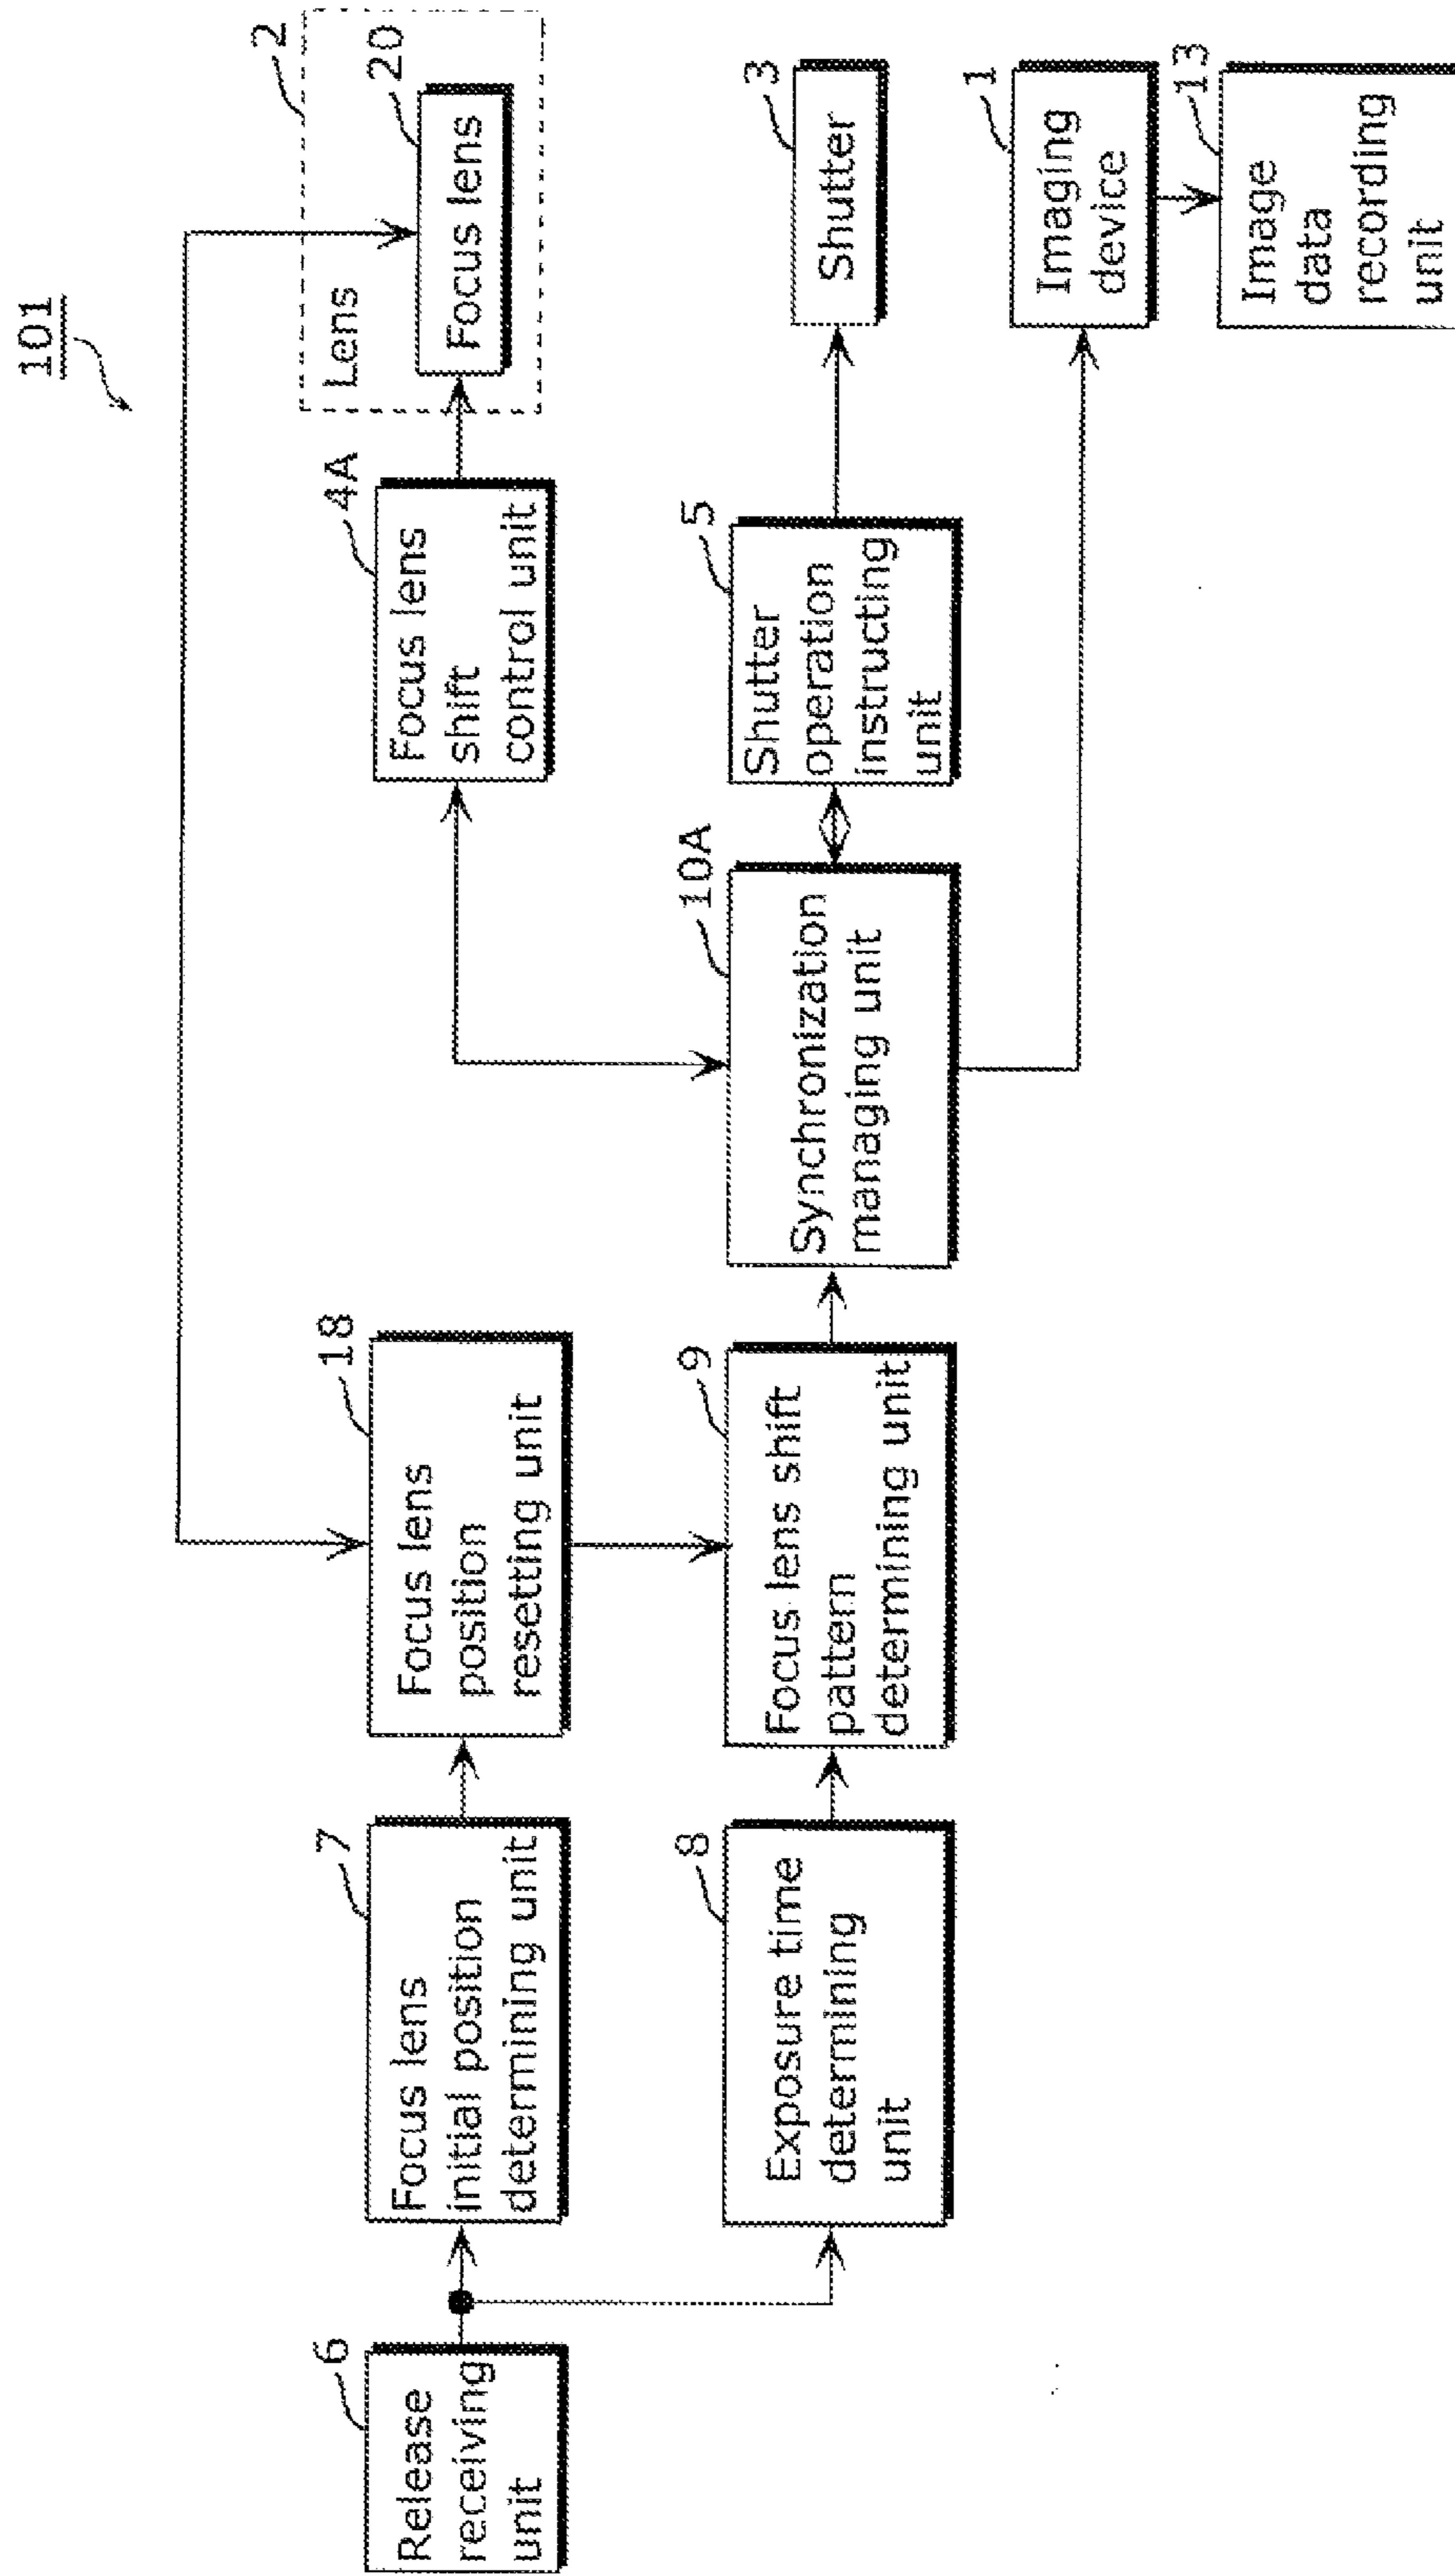 101
2
20
Lens
Focus lens
4A
Focus lens
shift
control unit
18
Focus lens
position
resetting unit
7
Focus lens
initial position
determining unit
6
Release
receiving
unit
8
Exposure time
determining
unit
9
Focus lens shift
pattern
determining unit
10A
Synchronization
managing unit
5
Shutter
operation
instructing
unit
3
Shutter
1
Imaging
device
13
Image
data
recording
unit